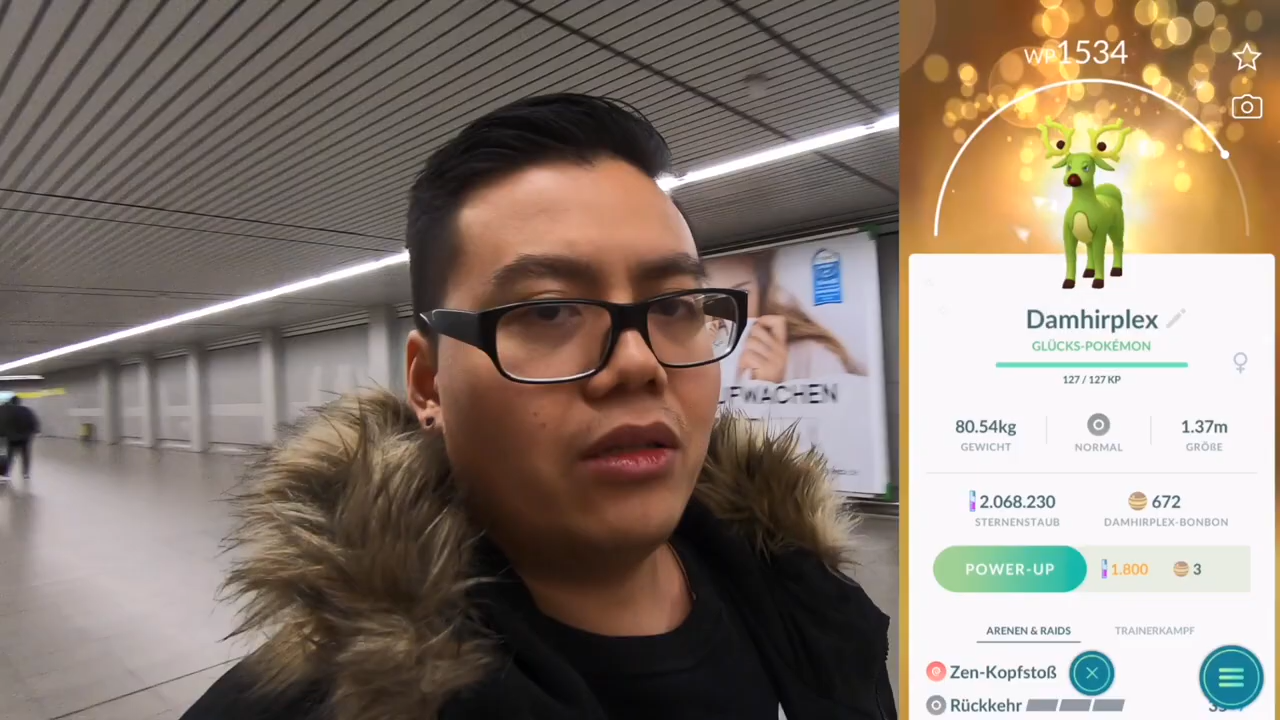 UFWACHEN
WP1534
Damhirplex
GLÜCKS-POKÉMON
127 / 127 KP
80.54kg
GEWICHT
NORMAL
1.37m
GRÖßE
2.068.230
STERNENSTAUB
672
DAMHIRPLEX-BONBON
POWER-UP
1.800
3
ARENEN & RAIDS
TRAINERKAMPF
Zen-Kopfstoß
Rückkehr